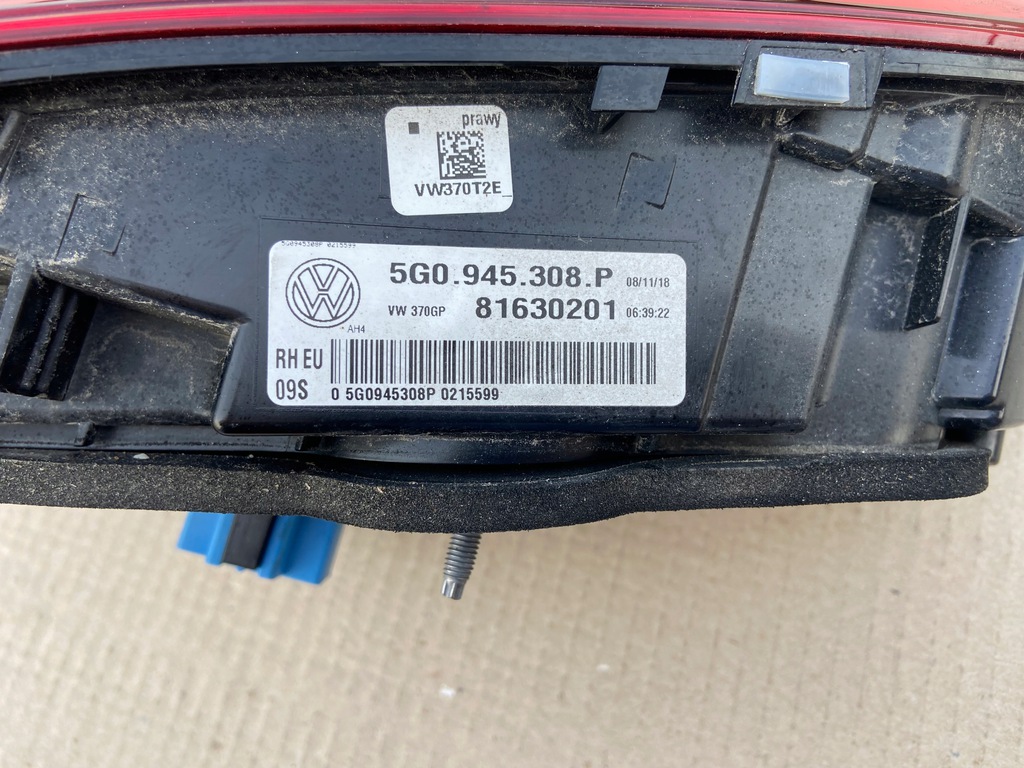 prawy
VW370T2E_
5G0945308P 0215599
5G0.945.308.P 08/11/18
VW 370GP 81630201 06:39:22
AH4
RH EU
09S
0 5G0945308P 0215599